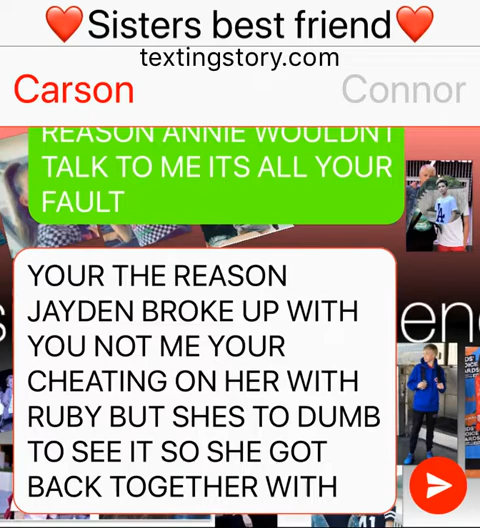 ❤️Sisters best friend❤️
textingstory.com
Carson
Connor
REASON ANNIE WOULDNT
TALK TO ME ITS ALL YOUR
FAULT
YOUR THE REASON
JAYDEN BROKE UP WITH
YOU NOT ME YOUR
CHEATING ON HER WITH
RUBY BUT SHES TO DUMB
TO SEE IT SO SHE GOT
BACK TOGETHER WITH